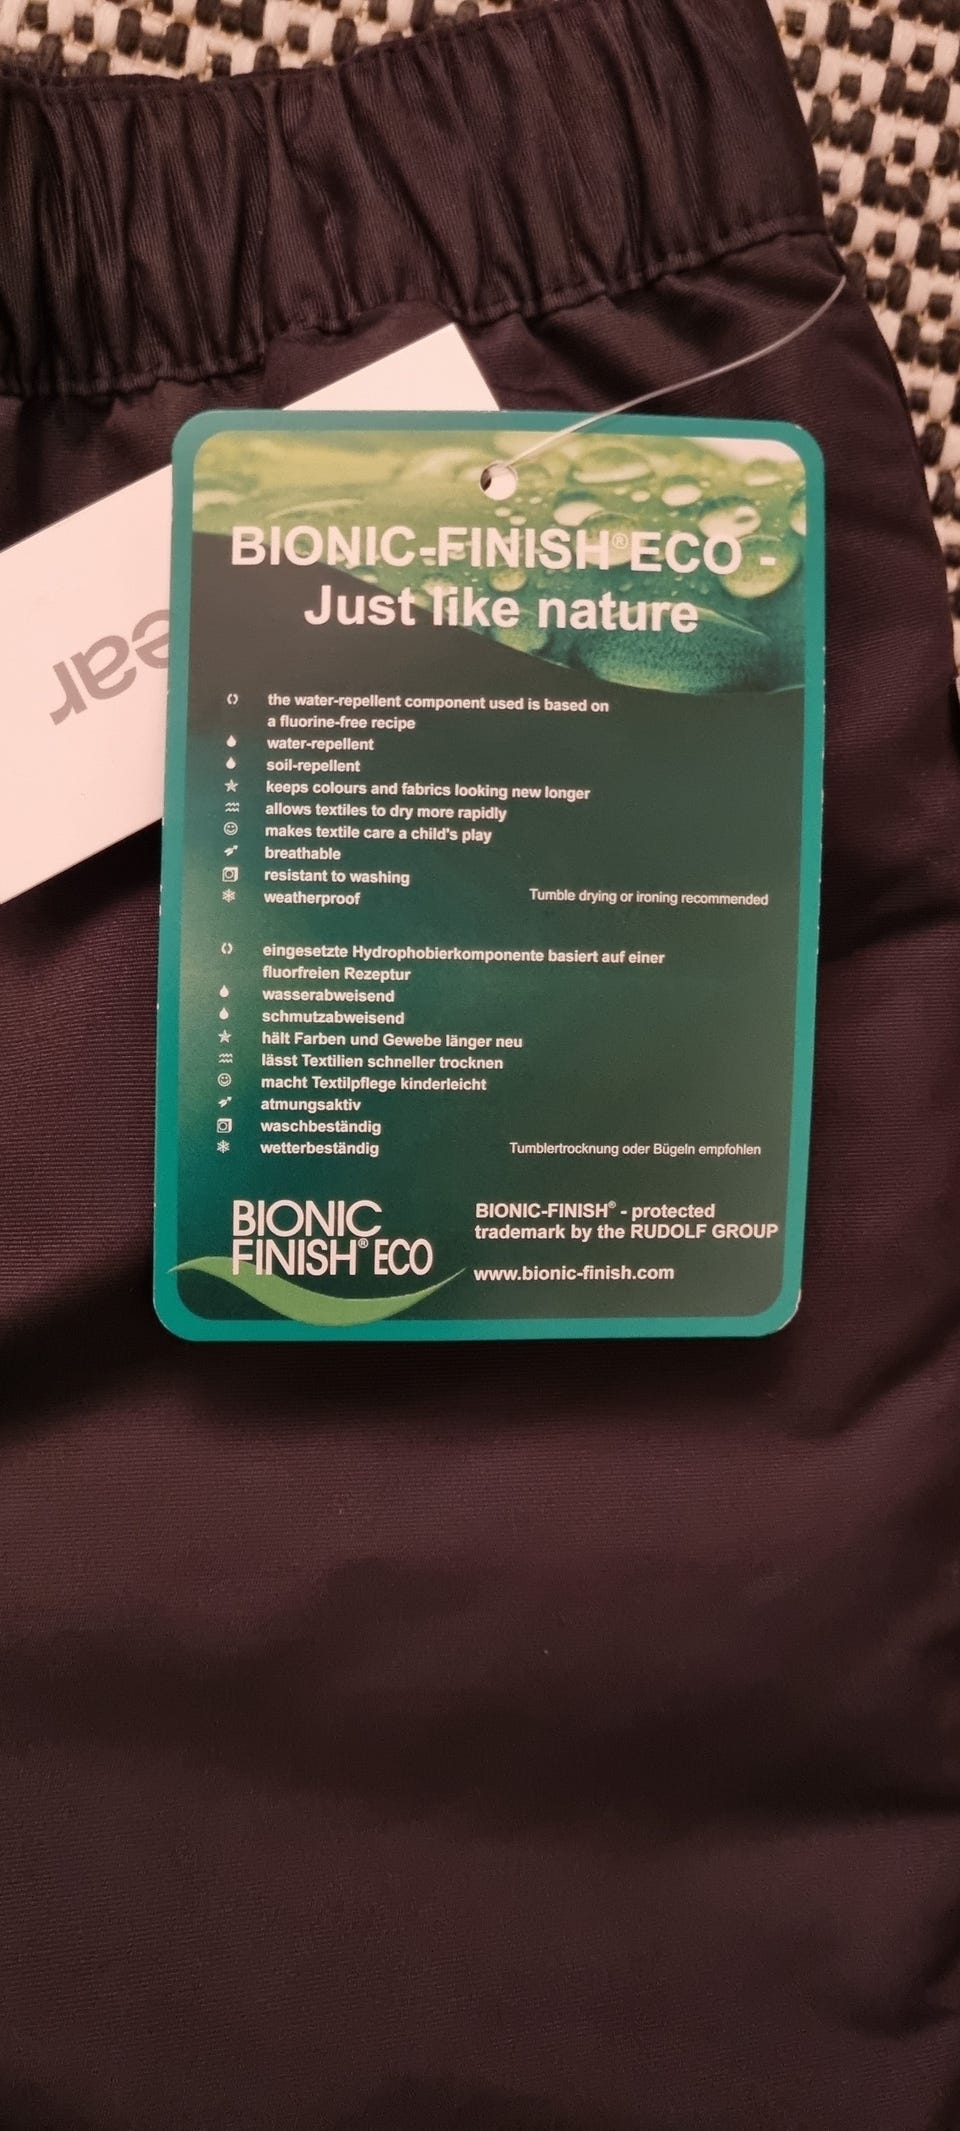 BIONIC-FINISH® ECO -
Just like nature
the water-repellent component used is based on
a fluorine-free recipe
water-repellent
soil-repellent
keeps colours and fabrics looking new longer
allows textiles to dry more rapidly
makes textile care a child's play
breathable
resistant to washing
weatherproof
Tumble drying or ironing recommended
eingesetzte Hydrophobierkomponente basiert auf einer
fluorfreien Rezeptur
wasserabweisend
schmutzabweisend
hält Farben und Gewebe länger neu
lässt Textilien schneller trocknen
macht Textilpflege kinderleicht
atmungsaktiv
waschbeständig
wetterbeständig
Tumblertrocknung oder Bügeln empfohlen
BIONIC
FINISH® ECO
BIONIC-FINISH® - protected
trademark by the RUDOLF GROUP
www.bionic-finish.com